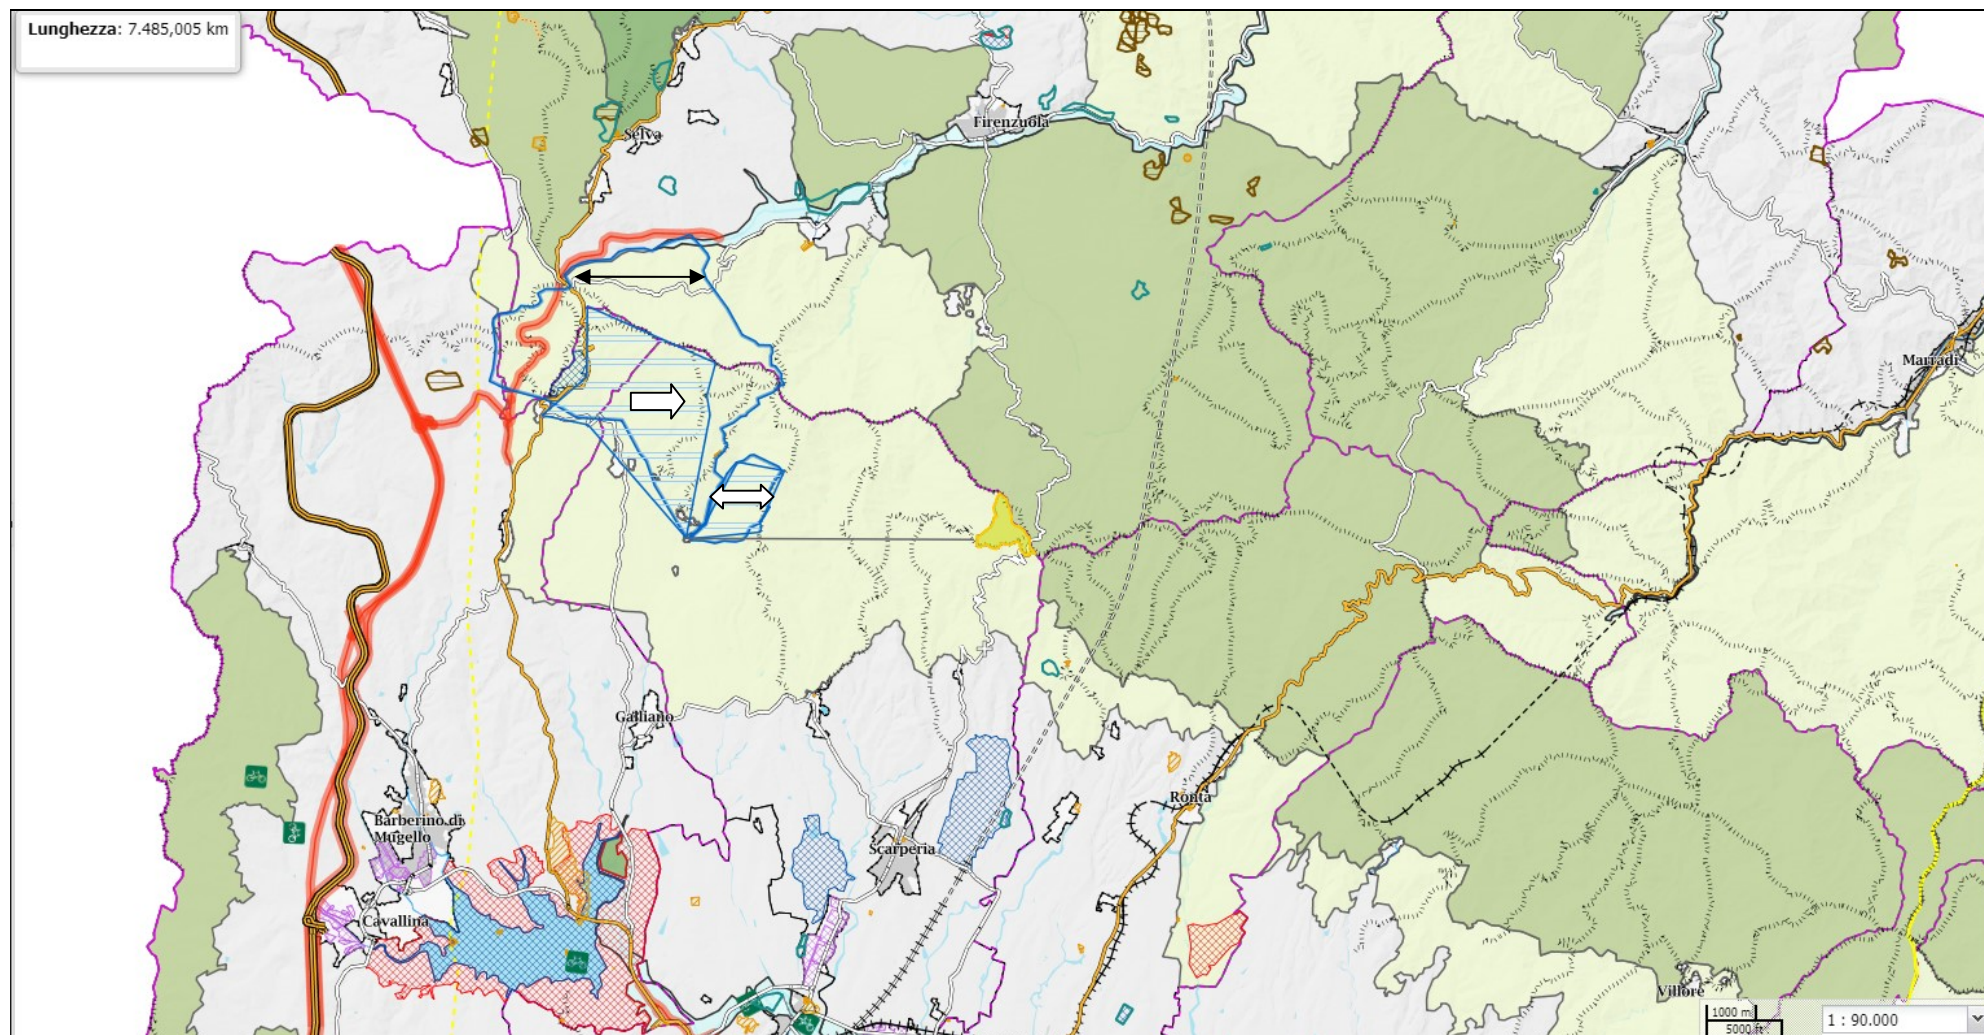 Lunghezza: 7.485,005 km
Selva
Firenzuola
Marradi
Galliano
Ronta
Barberino di
Mugello
Scarperia
Cavallina
Villore
1000 m
5000 ft
1 : 90.000